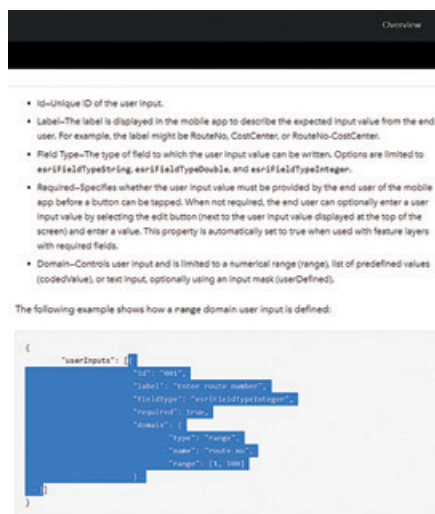 Overview
• Id—Unique ID of the user input.
• Label—The label is displayed in the mobile app to describe the expected input value from the end
user. For example, the label might be RouteNo, CostCenter, or RouteNo-CostCenter.
• Field Type—The type of field to which the user input value can be written. Options are limited to
esriFieldTypeString, esriFieldTypeDouble, and esriFieldTypeInteger.
• Required—Specifies whether the user input value must be provided by the end user of the mobile
app before a button can be tapped. When not required, the end user can optionally enter a user
input value by selecting the edit button (next to the user input value displayed at the top of the
screen) and enter a value. This property is automatically set to true when used with feature layers
with required fields.
• Domain—Controls user input and is limited to a numerical range (range), list of predefined values
(codedValue), or text input, optionally using an input mask (userDefined).
The following example shows how a range domain user input is defined:
{
"userInputs": [{
"id": "001",
"label": "Enter route number",
"fieldType": "esriFieldTypeInteger",
"required": true,
"domain": {
"type": "range",
"name": "route no",
"range": [1, 100]
}
}]
}